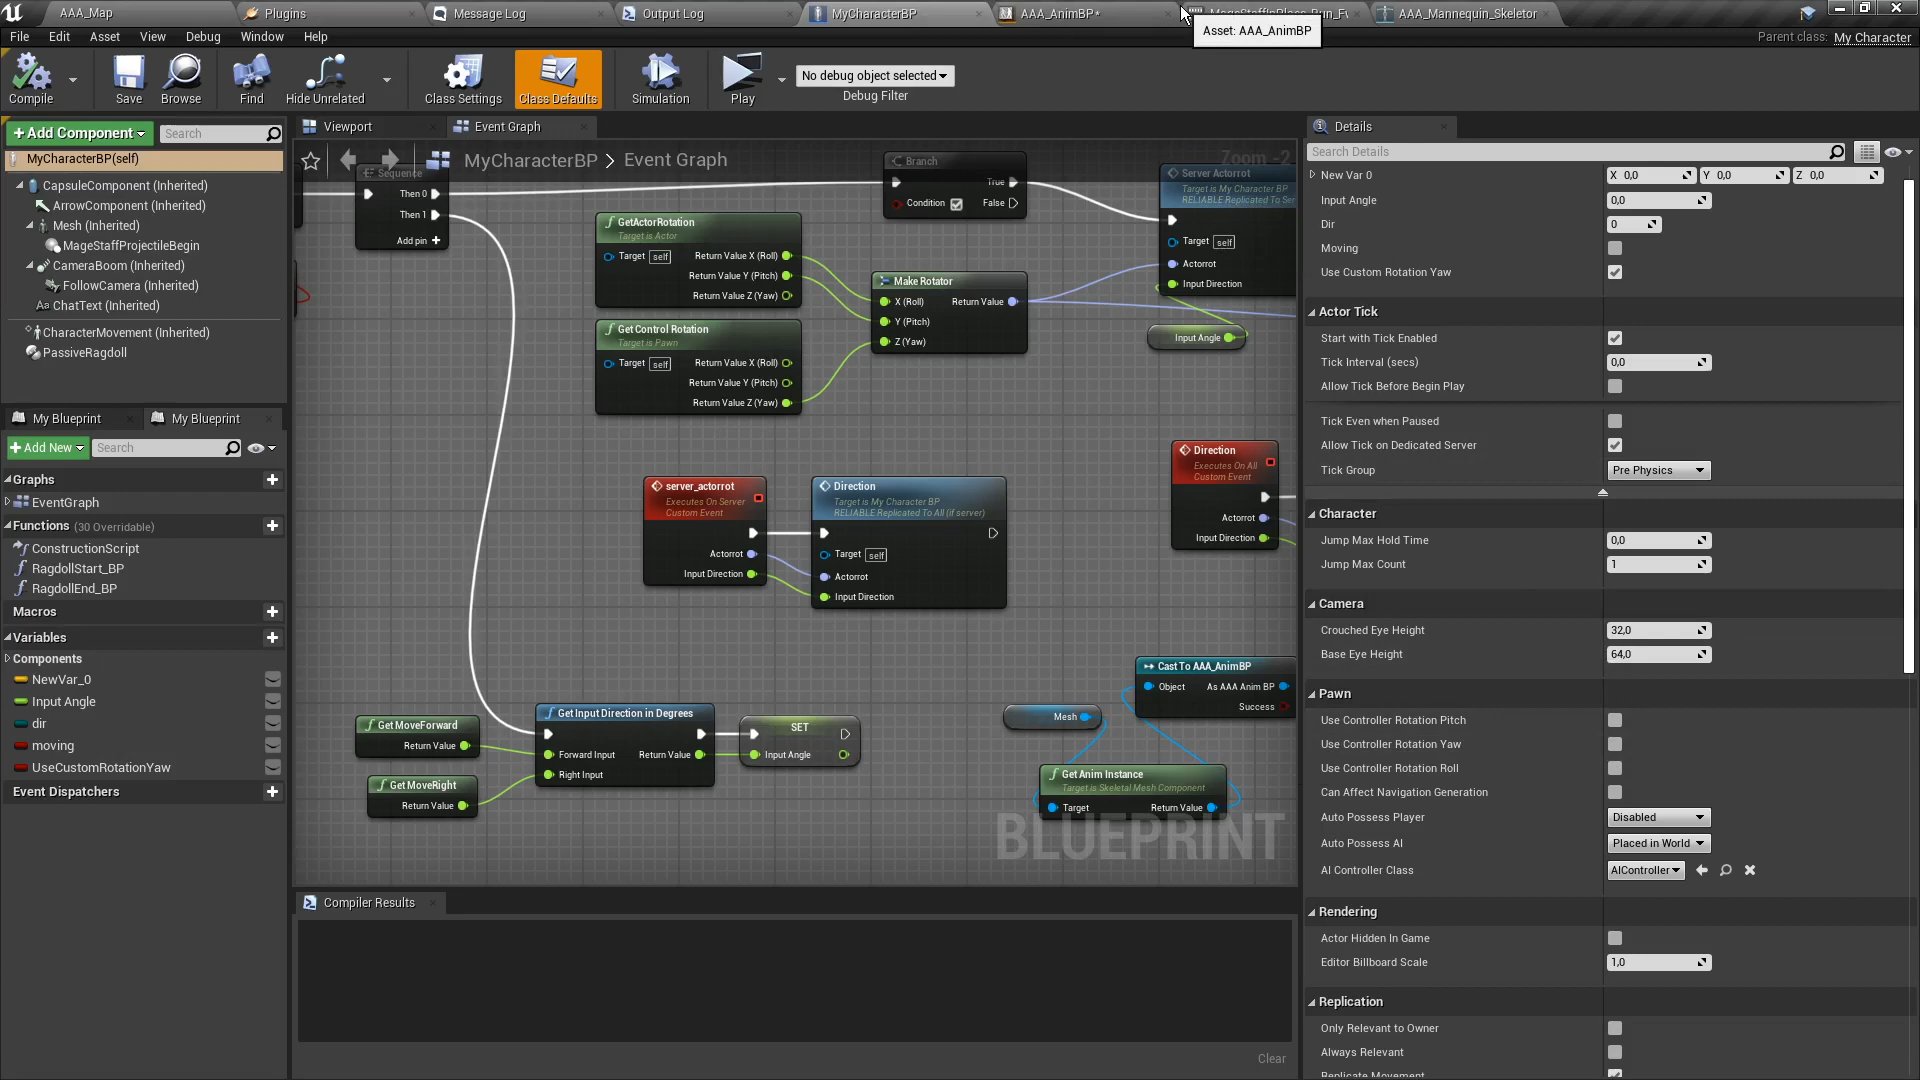 AAA_Map
Plugins
Message Log
Output Log
MyCharacterBP
AAA_AnimBP*
AAA_Mannequin_Skeletor
Asset: AAA_AnimBP
File Edit Asset View Debug Window Help
Parent class: My Character
Compile
Save
Browse
Find
Hide Unrelated
Class Settings
Class Defaults
Simulation
Play
No debug object selected
Debug Filter
+Add Component
Search
MyCharacterBP(self)
CapsuleComponent (Inherited)
ArrowComponent (Inherited)
Mesh (Inherited)
MageStaffProjectileBegin
CameraBoom (Inherited)
FollowCamera (Inherited)
ChatText (Inherited)
CharacterMovement (Inherited)
PassiveRagdoll
My Blueprint
My Blueprint
+Add New
Search
Graphs
EventGraph
Functions (30 Overridable)
ConstructionScript
RagdollStart_BP
RagdollEnd_BP
Macros
Variables
Components
NewVar_0
Input Angle
dir
moving
UseCustomRotationYaw
Event Dispatchers
Viewport
Event Graph
MyCharacterBP > Event Graph
Zoom -2
Sequence
Then 0
Then 1
Add pin +
Branch
True
Condition
False
Server Actorrot
Target is My Character BP
RELIABLE Replicated To Ser
Target self
Actorrot
Input Direction
GetActorRotation
Target is Actor
Target self
Return Value X (Roll)
Return Value Y (Pitch)
Return Value Z (Yaw)
Get Control Rotation
Target is Pawn
Target self
Return Value X (Roll)
Return Value Y (Pitch)
Return Value Z (Yaw)
Make Rotator
X (Roll)
Return Value
Y (Pitch)
Z (Yaw)
Input Angle
server_actorrot
Executes On Server
Custom Event
Actorrot
Input Direction
Direction
Target is My Character BP
RELIABLE Replicated To All (if server)
Target self
Actorrot
Input Direction
Direction
Executes On All
Custom Event
Actorrot
Input Direction
Cast To AAA_AnimBP
Object
As AAA Anim BP
Success
Mesh
Get Anim Instance
Target is Skeletal Mesh Component
Target
Return Value
Get MoveForward
Return Value
Get MoveRight
Return Value
Get Input Direction in Degrees
Forward Input
Return Value
Right Input
SET
Input Angle
BLUEPRINT
Compiler Results
Clear
Details
Search Details
New Var 0 X 0,0 Y 0,0 Z 0,0
Input Angle 0,0
Dir 0
Moving
Use Custom Rotation Yaw
Actor Tick
Start with Tick Enabled
Tick Interval (secs) 0,0
Allow Tick Before Begin Play
Tick Even when Paused
Allow Tick on Dedicated Server
Tick Group Pre Physics
Character
Jump Max Hold Time 0,0
Jump Max Count 1
Camera
Crouched Eye Height 32,0
Base Eye Height 64,0
Pawn
Use Controller Rotation Pitch
Use Controller Rotation Yaw
Use Controller Rotation Roll
Can Affect Navigation Generation
Auto Possess Player Disabled
Auto Possess AI Placed in World
AI Controller Class AIController
Rendering
Actor Hidden In Game
Editor Billboard Scale 1,0
Replication
Only Relevant to Owner
Always Relevant
Replicate Movement